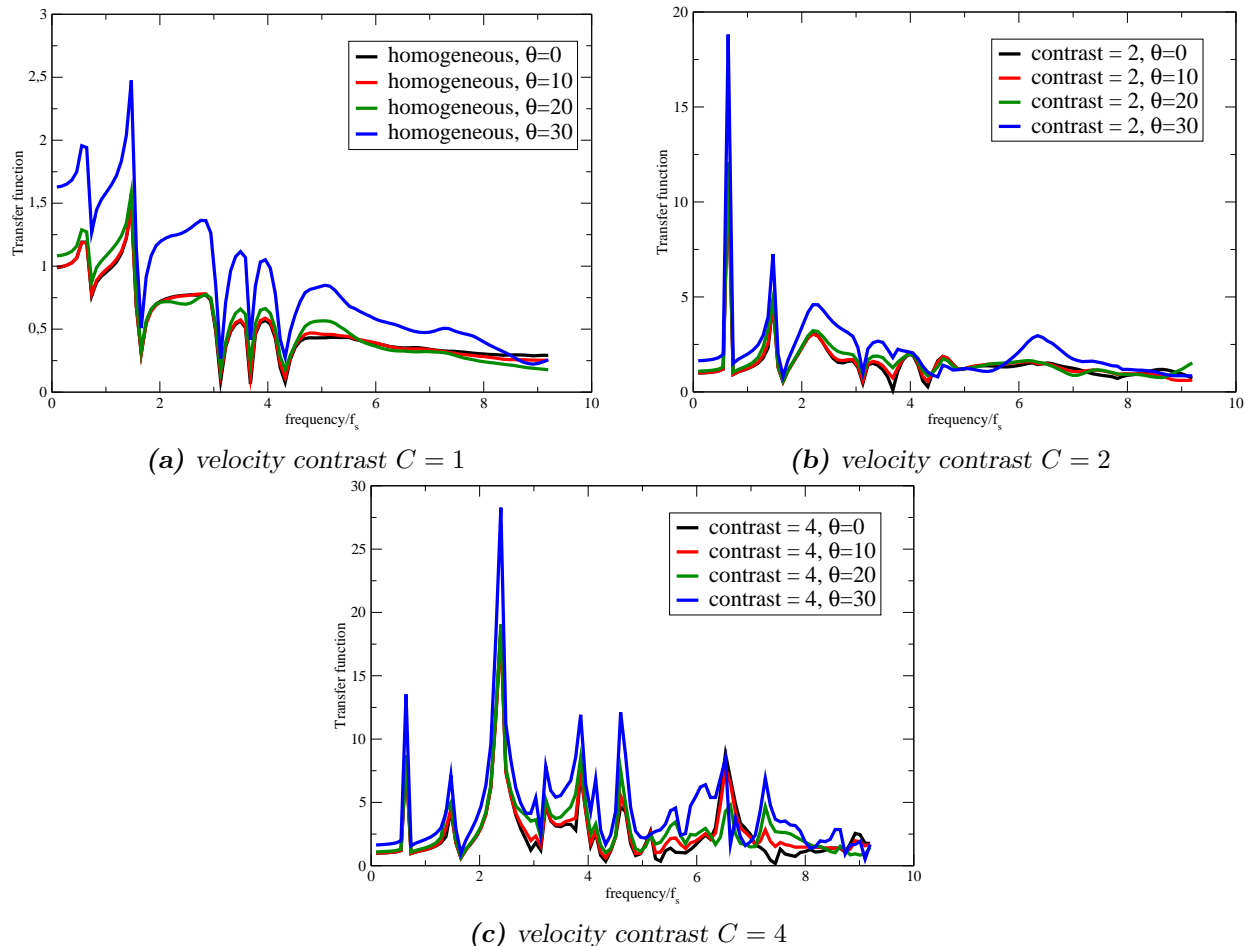 3
2,5
2
1,5
1
0,5
0
0 2 4 6 8 10
Transfer function
frequency/fs
homogeneous, θ=0
homogeneous, θ=10
homogeneous, θ=20
homogeneous, θ=30
(a) velocity contrast C = 1
20
15
10
5
0
0 2 4 6 8 10
Transfer function
frequency/fs
contrast = 2, θ=0
contrast = 2, θ=10
contrast = 2, θ=20
contrast = 2, θ=30
(b) velocity contrast C = 2
30
25
20
15
10
5
0
0 2 4 6 8 10
Transfer function
frequency/fs
contrast = 4, θ=0
contrast = 4, θ=10
contrast = 4, θ=20
contrast = 4, θ=30
(c) velocity contrast C = 4